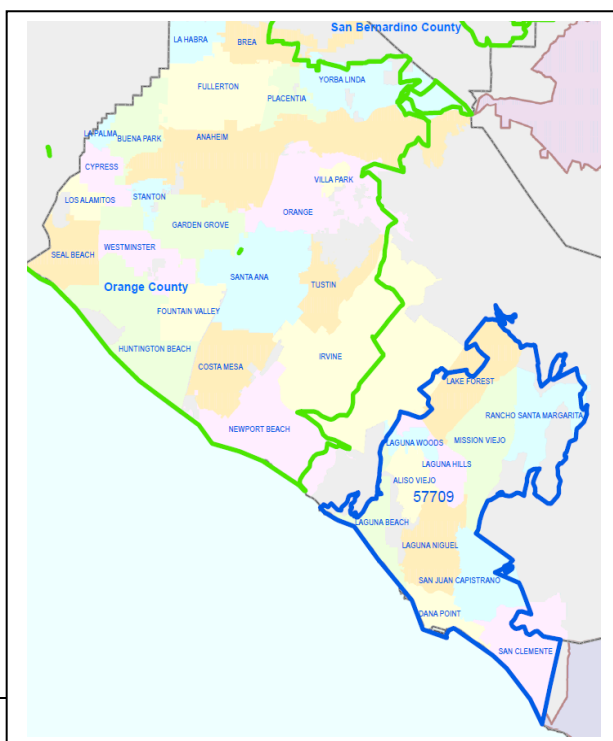 San Bernardino County
LA HABRA
BREA
YORBA LINDA
FULLERTON
PLACENTIA
LA PALMA
BUENA PARK
ANAHEIM
CYPRESS
VILLA PARK
STANTON
LOS ALAMITOS
ORANGE
GARDEN GROVE
WESTMINSTER
SEAL BEACH
SANTA ANA
TUSTIN
Orange County
FOUNTAIN VALLEY
HUNTINGTON BEACH
IRVINE
COSTA MESA
LAKE FOREST
RANCHO SANTA MARGARITA
NEWPORT BEACH
LAGUNA WOODS
MISSION VIEJO
LAGUNA HILLS
ALISO VIEJO
57709
LAGUNA BEACH
LAGUNA NIGUEL
SAN JUAN CAPISTRANO
DANA POINT
SAN CLEMENTE